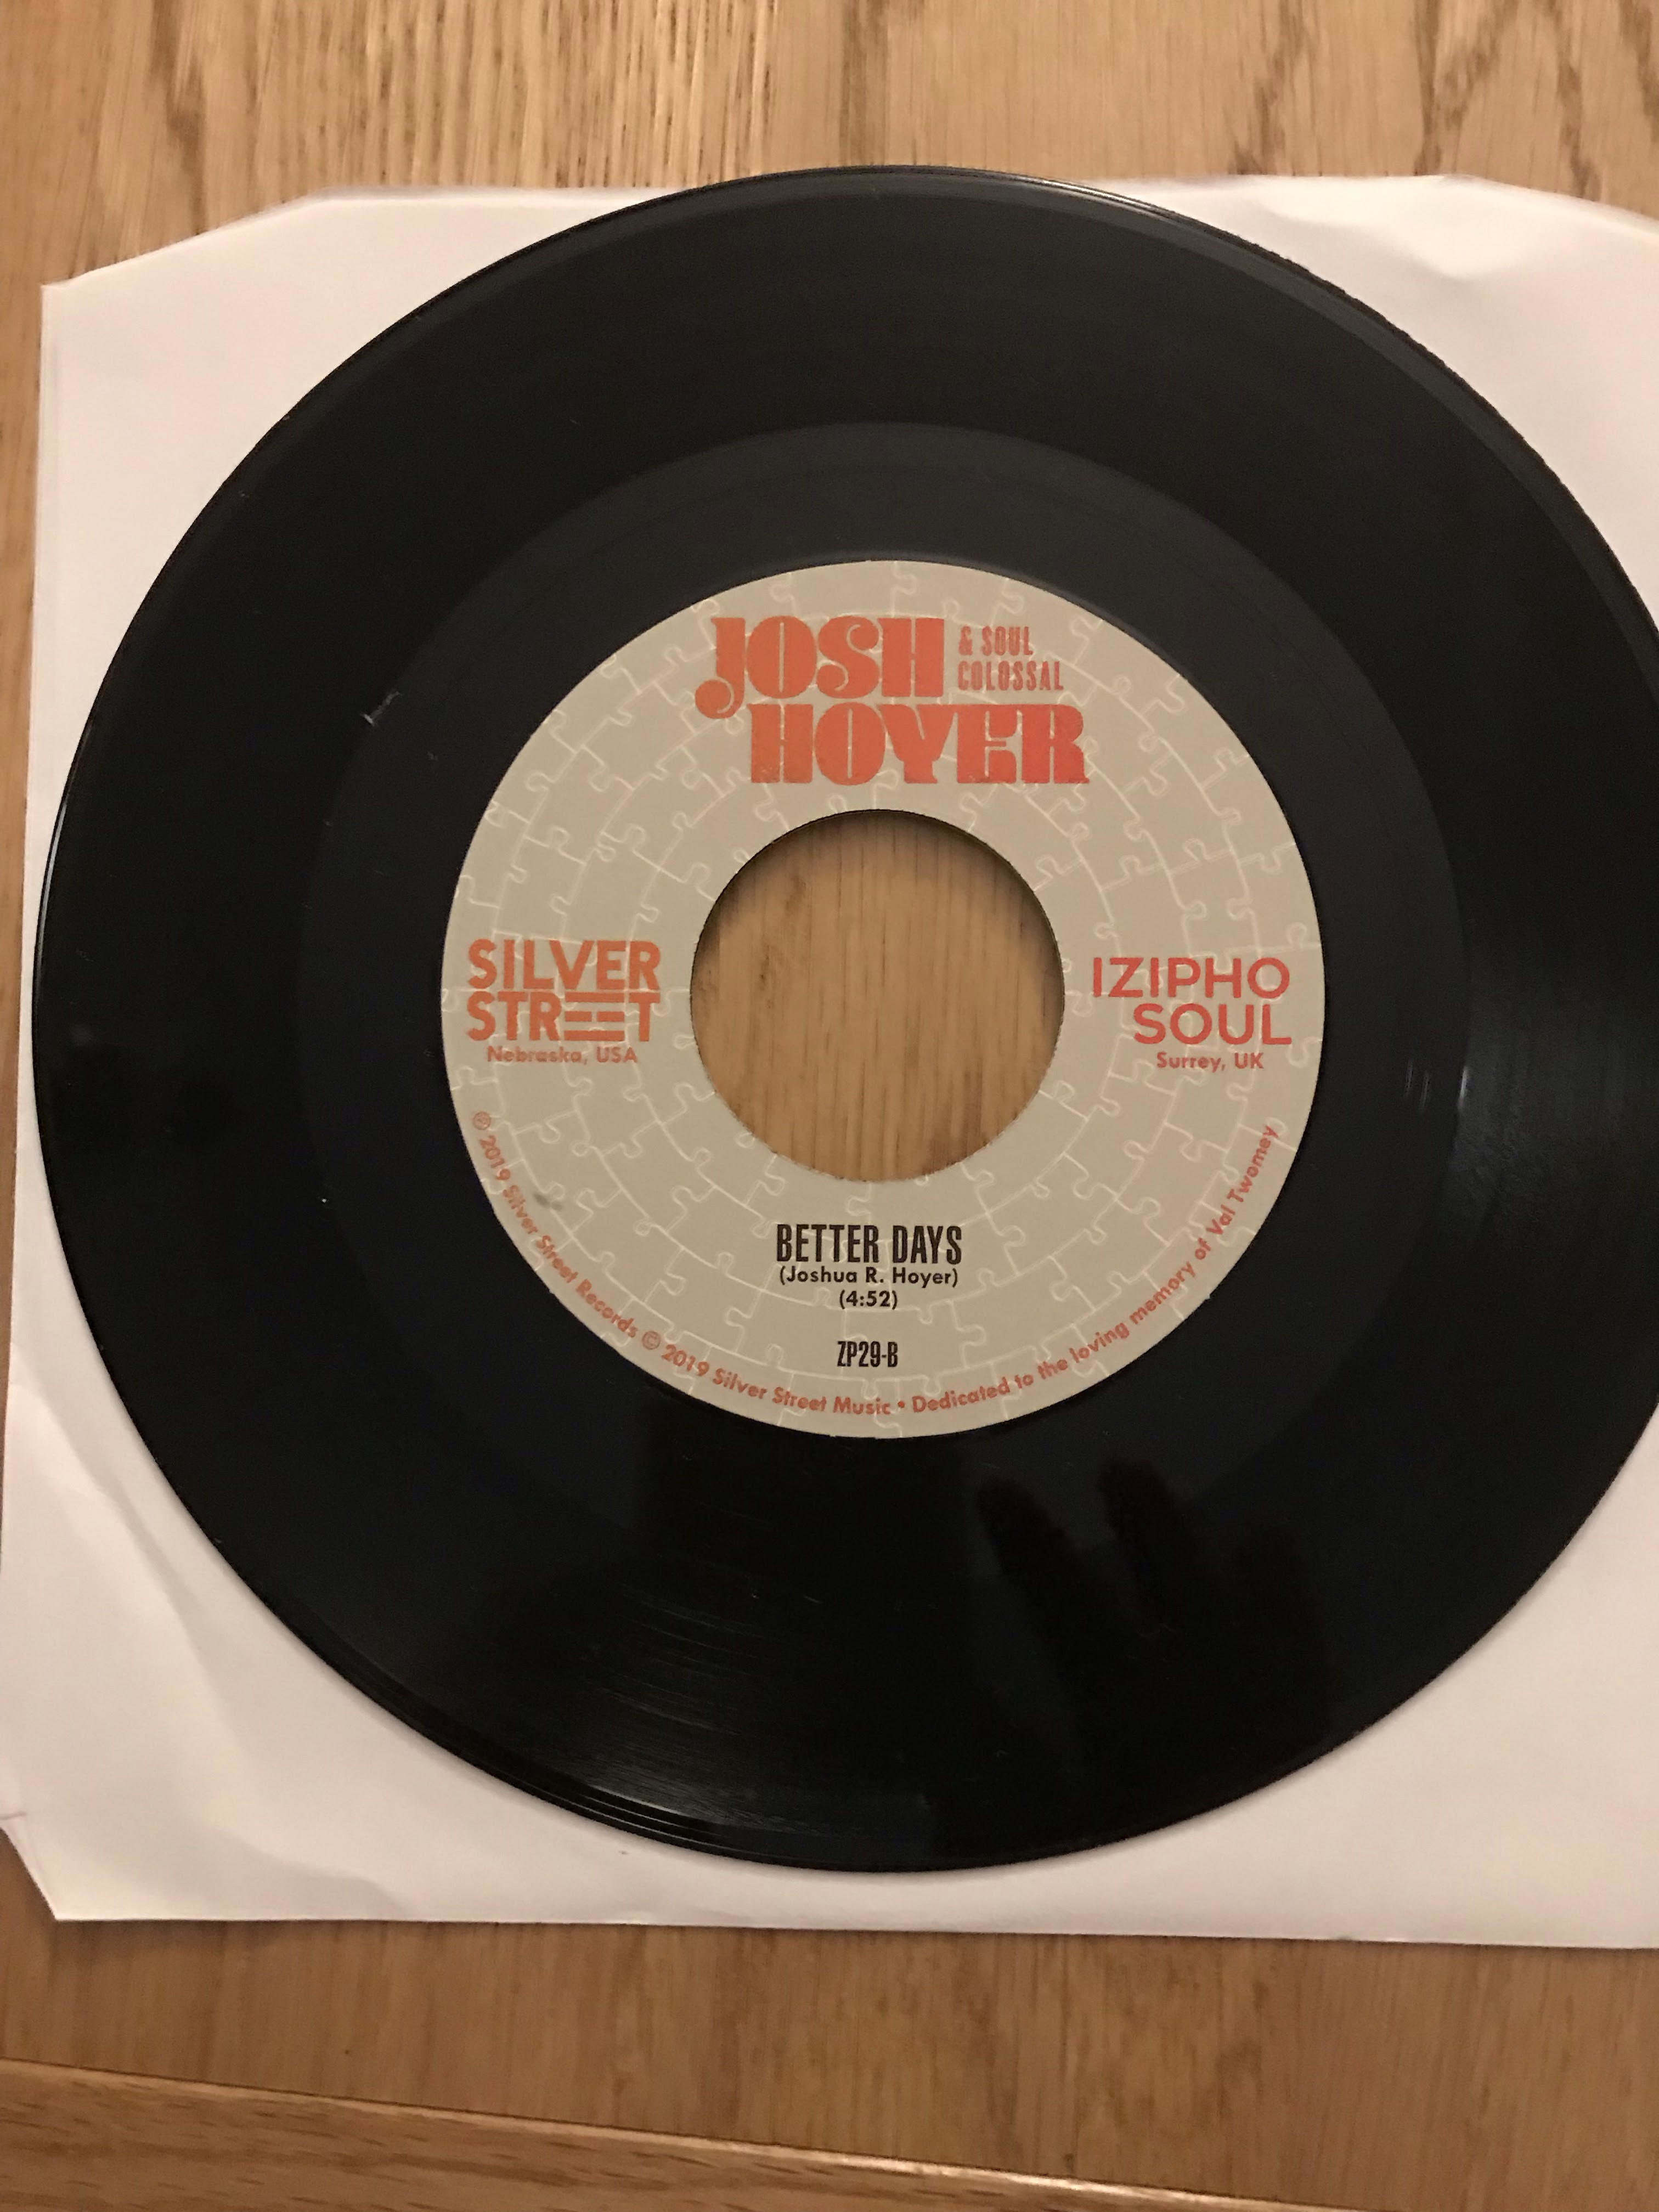 JOSH & SOUL
COLOSSAL
HOYER
SILVER
STREET
Nebraska, USA
IZIPHO
SOUL
Surrey, UK
BETTER DAYS
(Joshua R. Hoyer)
(4:52)
ZP29-B
℗ 2019 Silver Street Records © 2019 Silver Street Music • Dedicated to the loving memory of Val Twomey